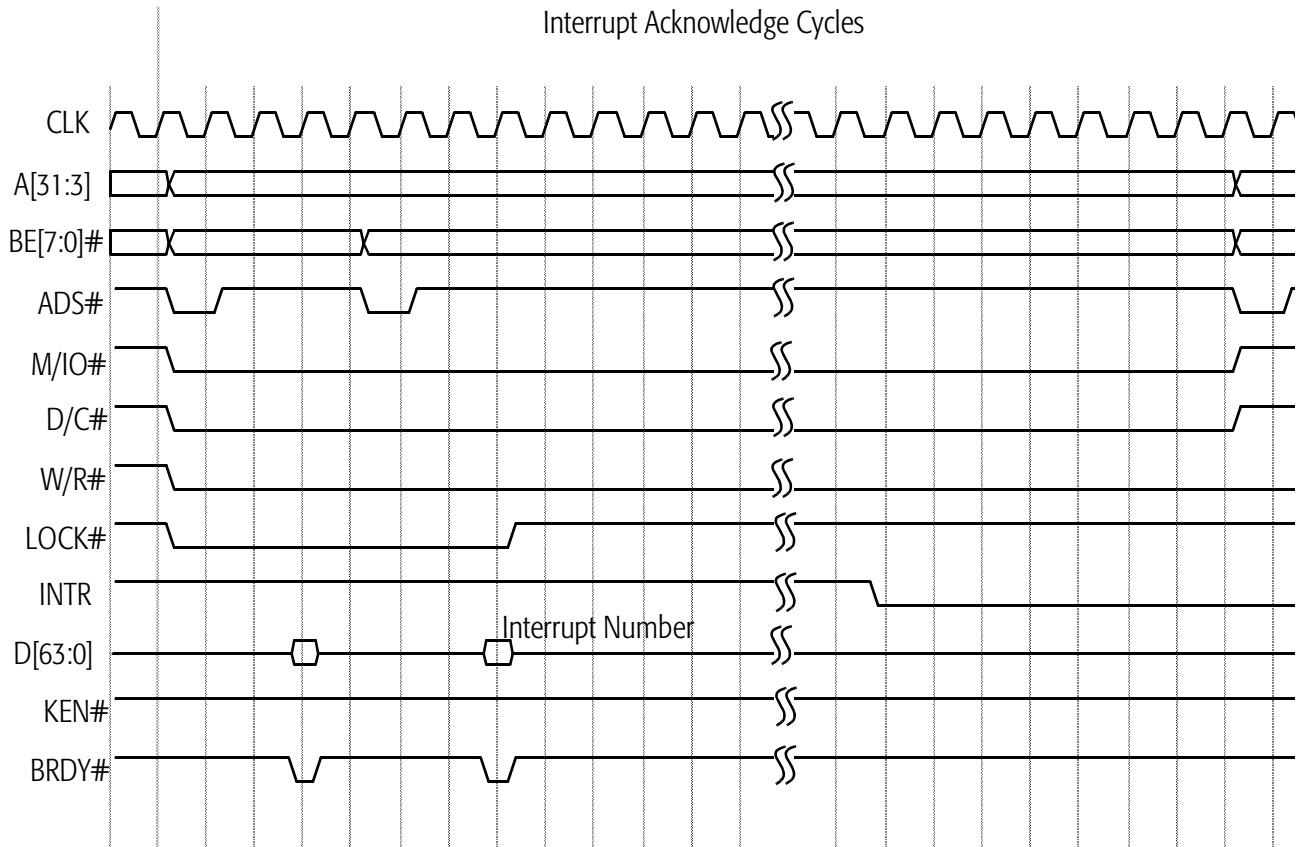 Interrupt Acknowledge Cycles
CLK
A[31:3]
BE[7:0]#
ADS#
M/IO#
D/C#
W/R#
LOCK#
INTR
Interrupt Number
D[63:0]
KEN#
BRDY#